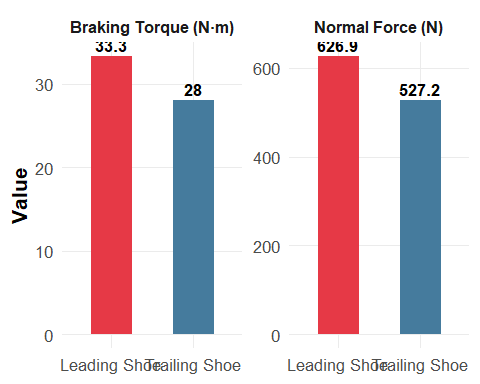 Braking Torque (N·m)
Normal Force (N)
Value
33.3
28
30
20
10
0
Leading Shoe
Trailing Shoe
626.9
527.2
600
400
200
0
Leading Shoe
Trailing Shoe